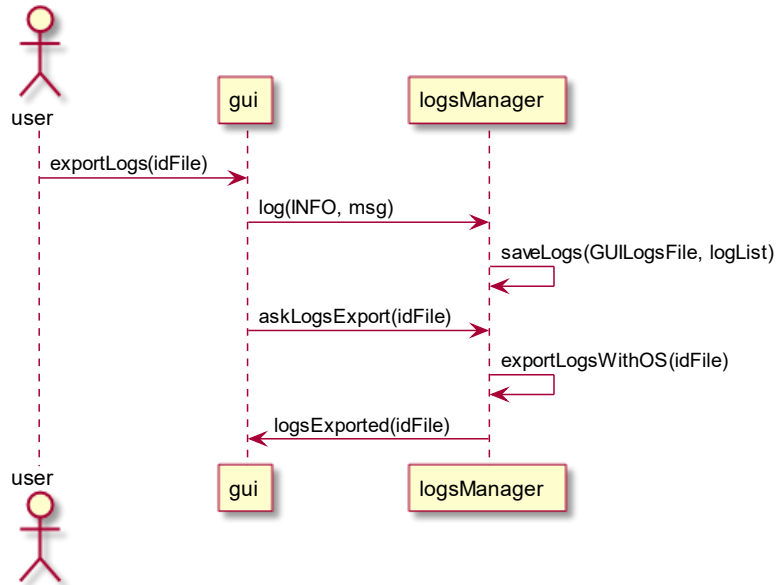 user
gui
logsManager
exportLogs(idFile)
log(INFO, msg)
saveLogs(GUILogsFile, logList)
askLogsExport(idFile)
exportLogsWithOS(idFile)
logsExported(idFile)
user
gui
logsManager